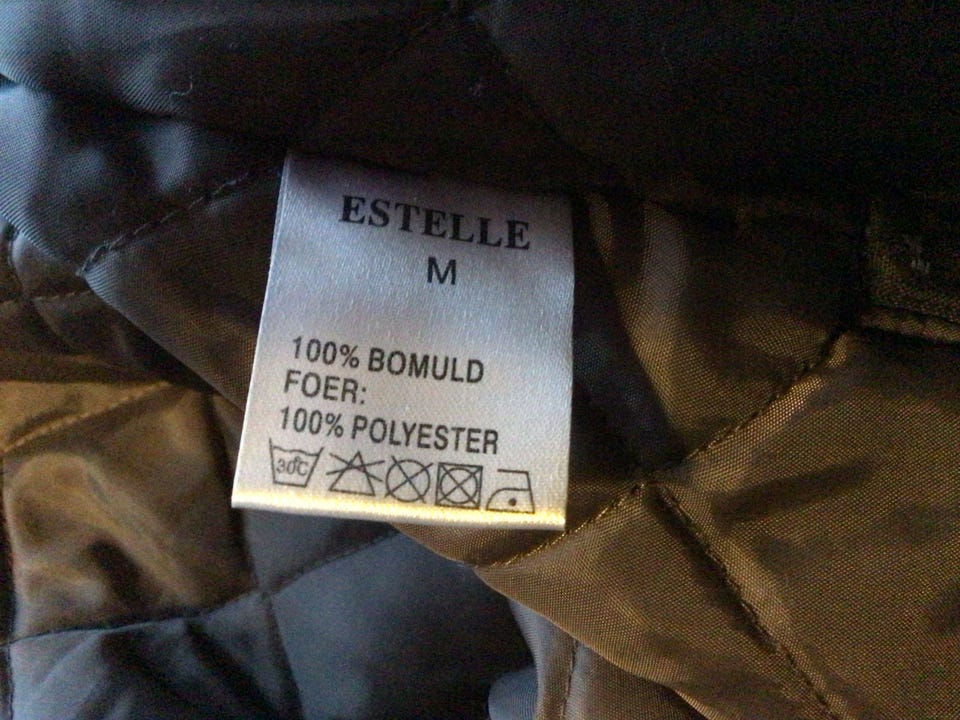 ESTELLE
M
100% BOMULD
FOER:
100% POLYESTER
30°C